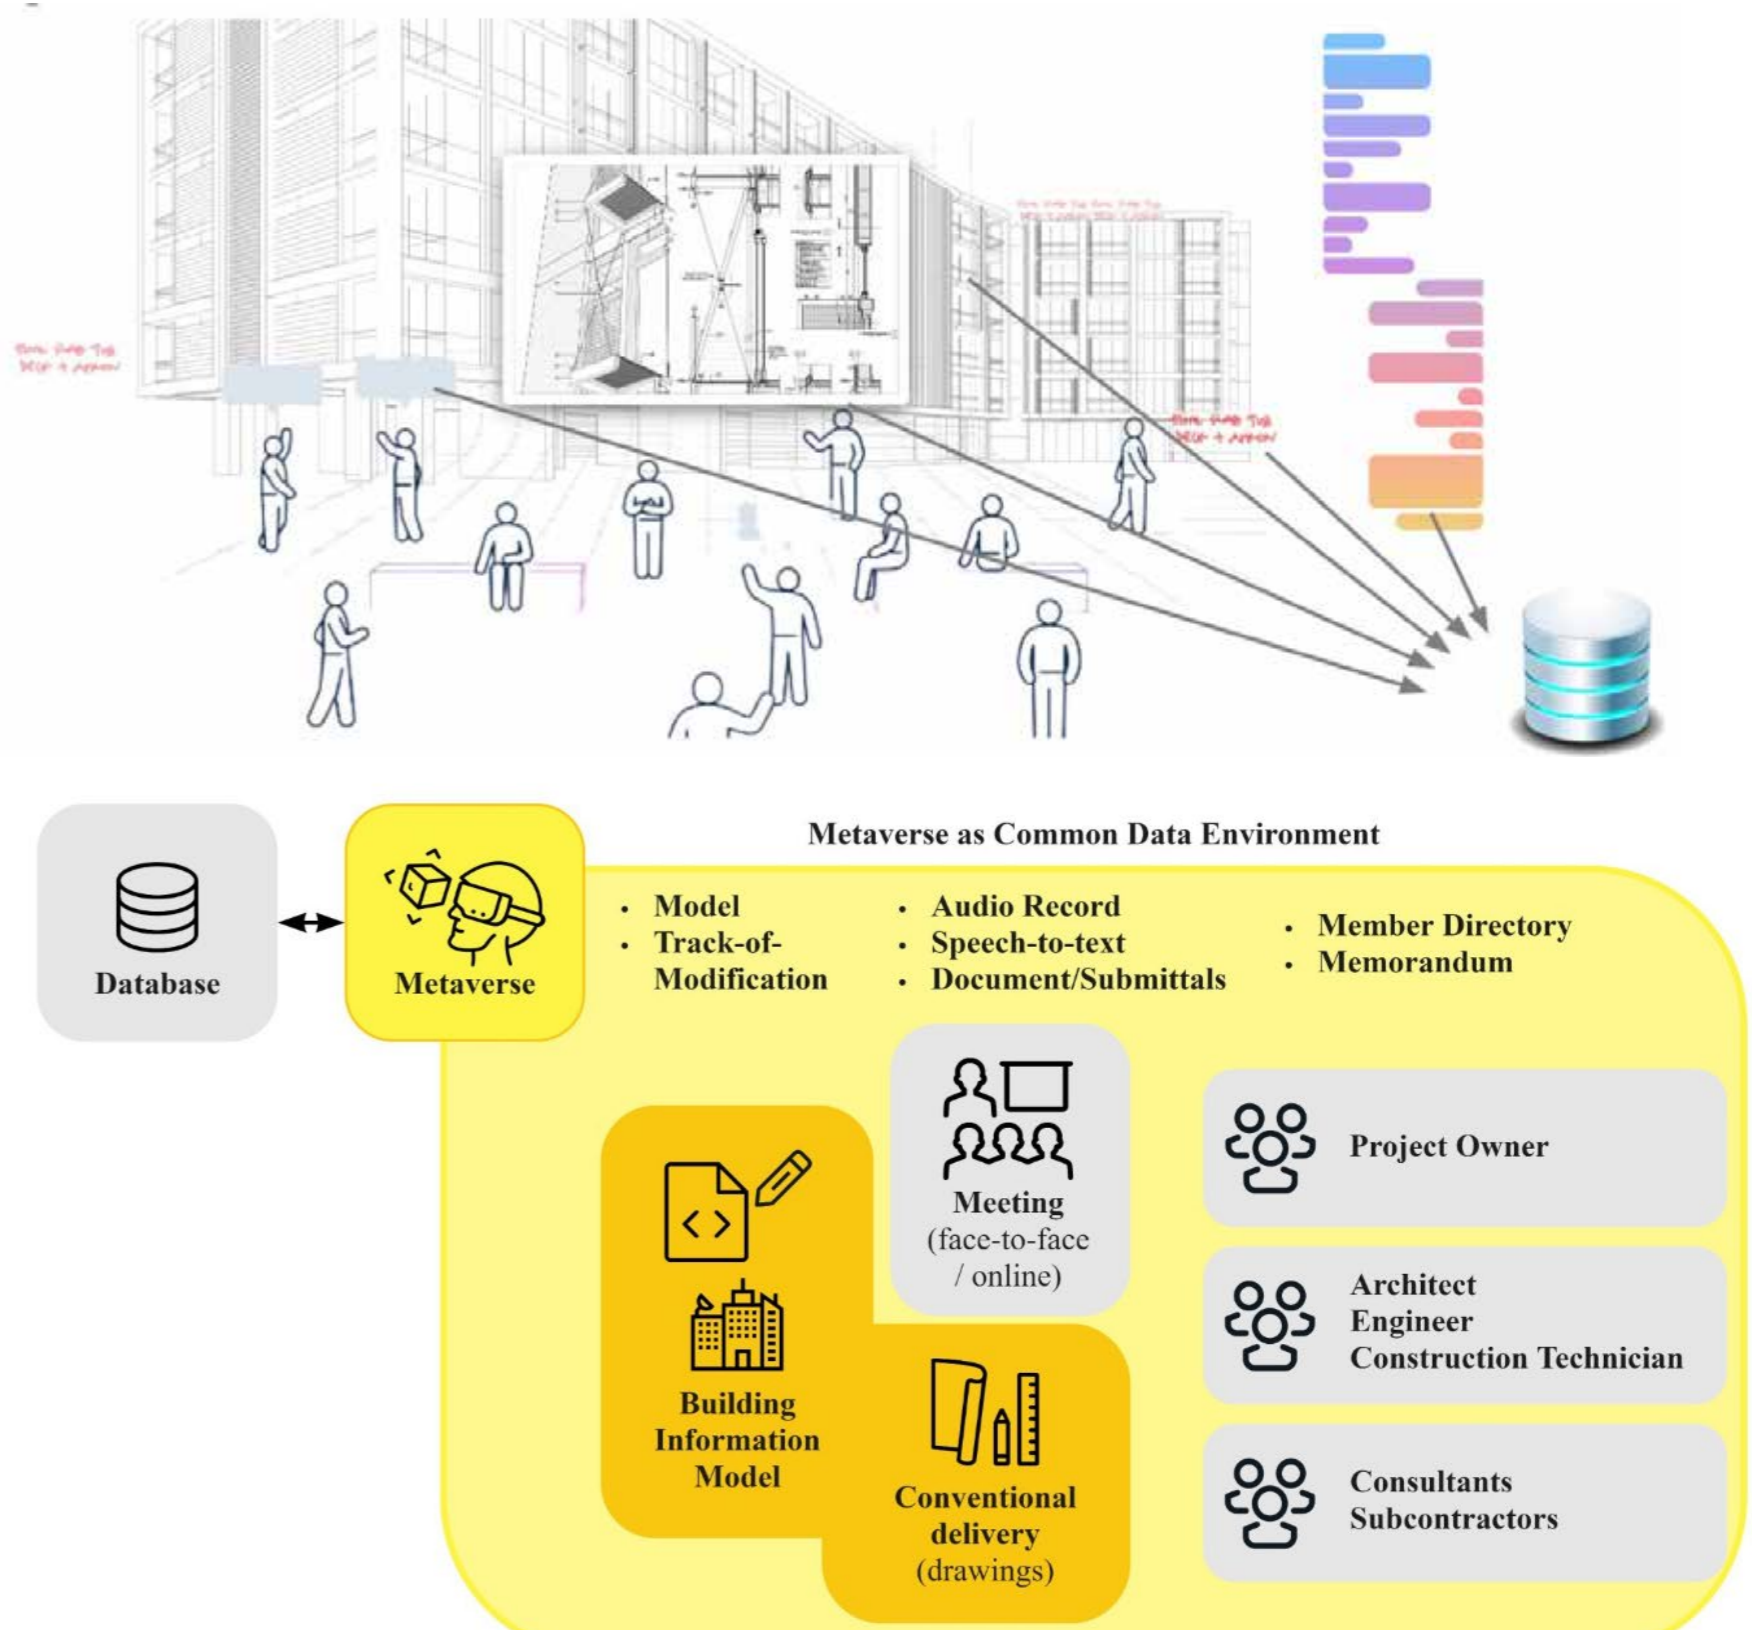 Database
Metaverse
Metaverse as Common Data Environment
• Model
• Track-of-
Modification
• Audio Record
• Speech-to-text
• Document/Submittals
• Member Directory
• Memorandum
Meeting
(face-to-face
/ online)
Building
Information
Model
Conventional
delivery
(drawings)
Project Owner
Architect
Engineer
Construction Technician
Consultants
Subcontractors